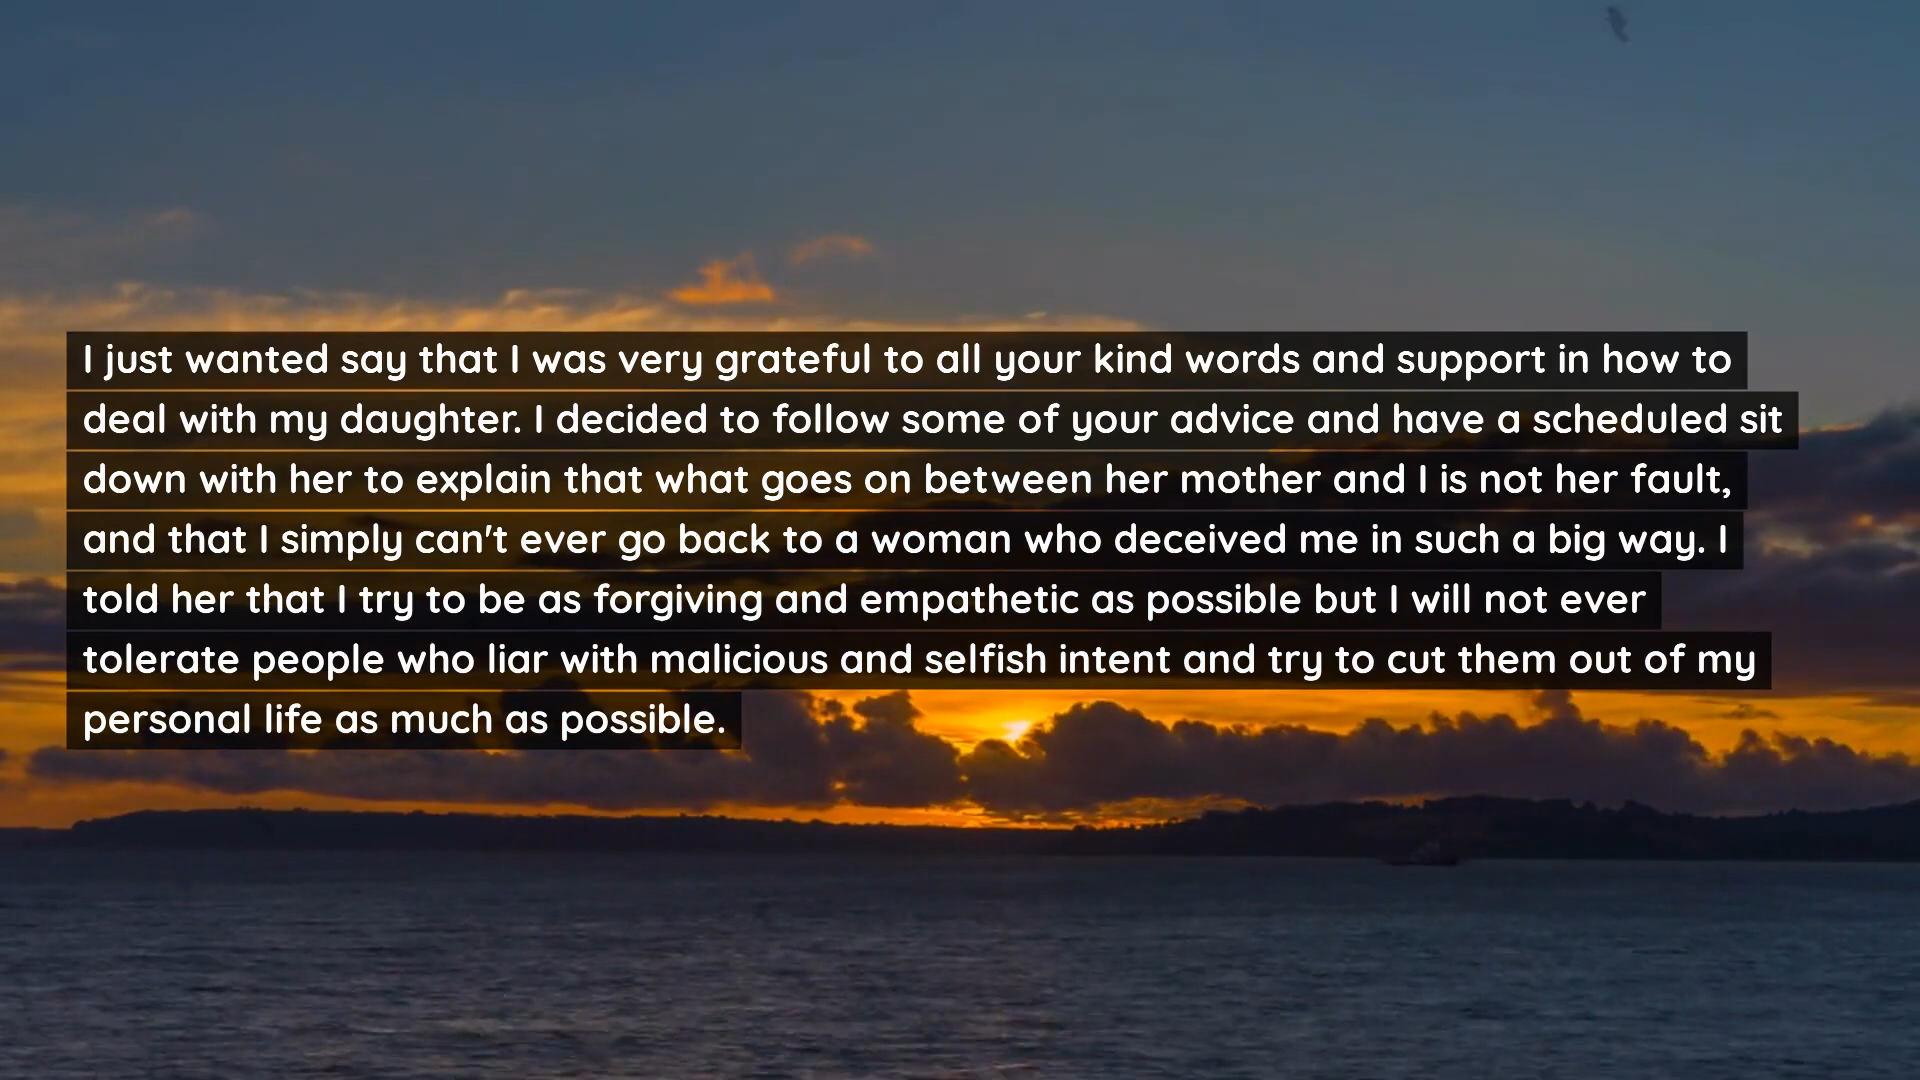 I just wanted say that I was very grateful to all your kind words and support in how to
deal with my daughter. I decided to follow some of your advice and have a scheduled sit
down with her to explain that what goes on between her mother and I is not her fault,
and that I simply can't ever go back to a woman who deceived me in such a big way. I
told her that I try to be as forgiving and empathetic as possible but I will not ever
tolerate people who liar with malicious and selfish intent and try to cut them out of my
personal life as much as possible.